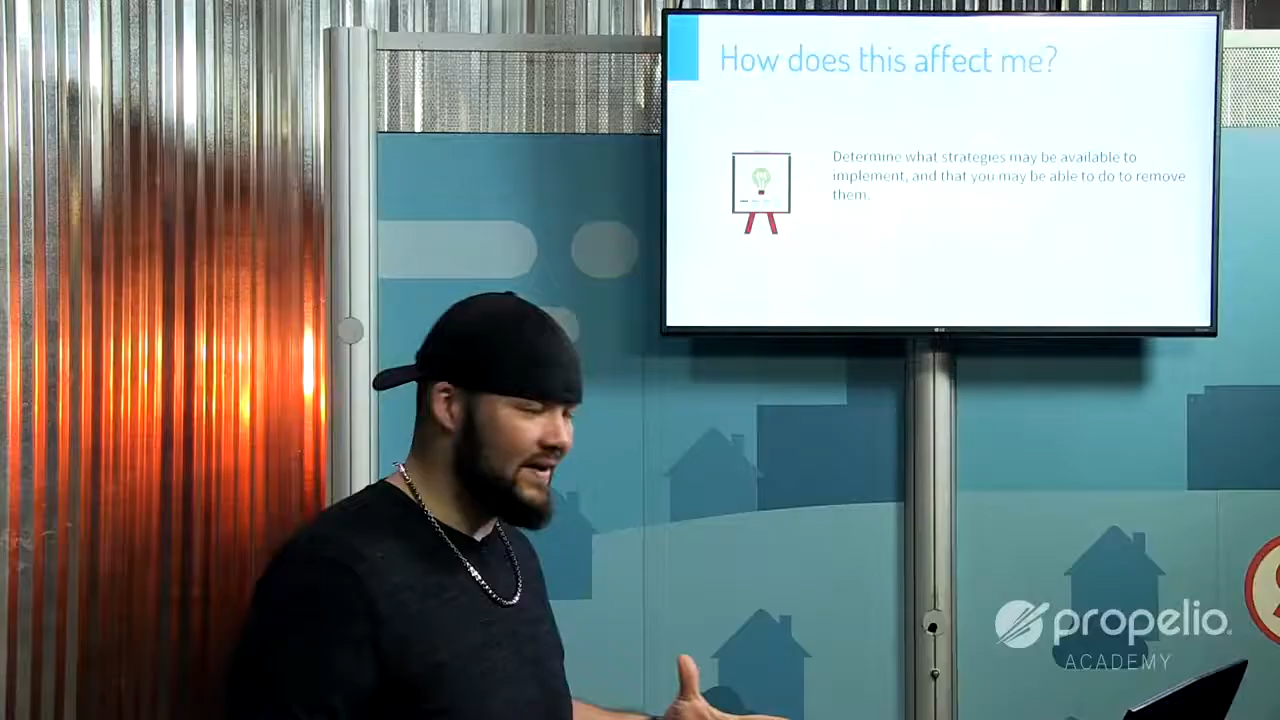 How does this affect me?
Determine what strategies may be available to
implement, and that you may be able to do to remove
them.
LG
propelio
ACADEMY